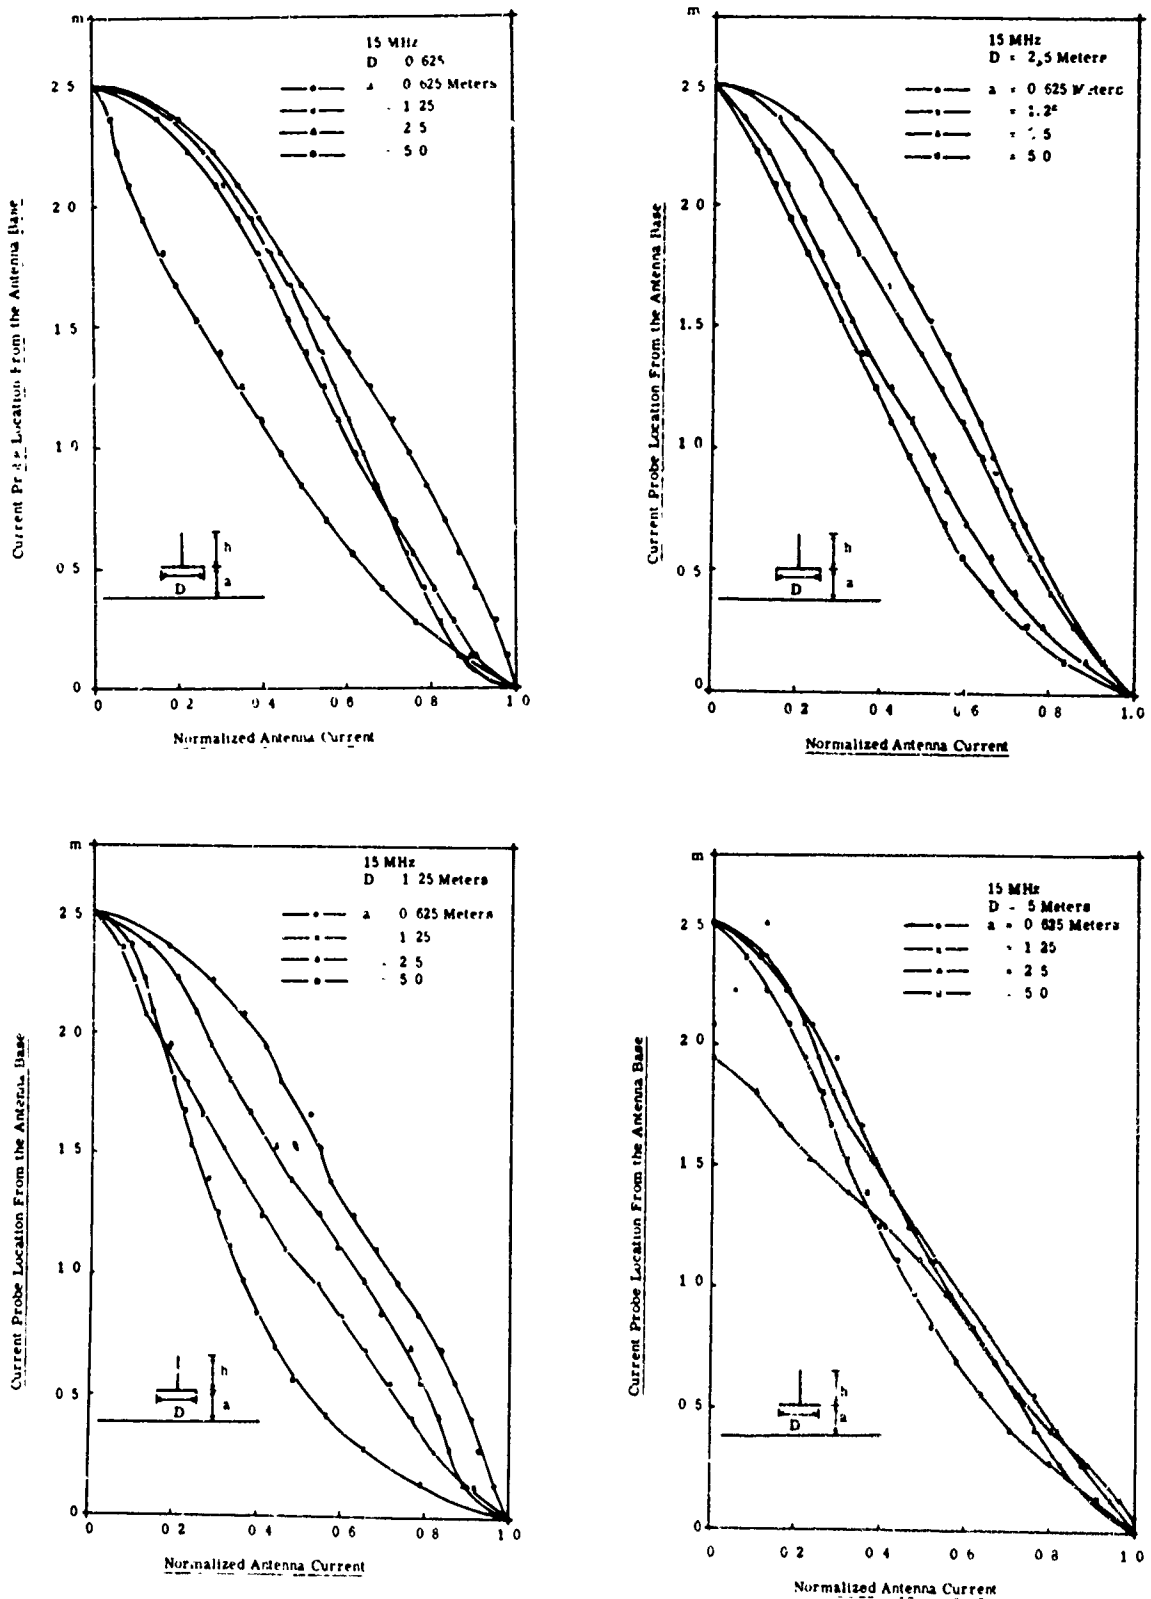 m
15 MHz
D 0 625
a 0 625 Meters
- 1 25
2 5
- 5 0
2 5
2 0
1 5
1 0
0 5
0
Current Probe Location From the Antenna Base
h
D
a
0 0 2 0 4 0 6 0 8 1 0
Normalized Antenna Current
m
15 MHz
D = 2.5 Meters
a = 0 625 Meters
= 1.25
5
5 0
2 5
2 0
1 5
1 0
0 5
0
Current Probe Location From the Antenna Base
h
D
a
0 0 2 0 4 0 6 0 8 1.0
Normalized Antenna Current
m
15 MHz
D 1 25 Meters
a 0 625 Meters
1 25
- 2 5
- 5 0
2 5
2 0
1 5
1 0
0 5
0
Current Probe Location From the Antenna Base
h
D
a
0 0 2 0 4 0 6 0 8 1 0
Normalized Antenna Current
m
15 MHz
D - 5 Meters
a = 0 625 Meters
1 25
2 5
- 5 0
2 5
2 0
1 5
1 0
0 5
0
Current Probe Location From the Antenna Base
h
D
a
0 0 2 0 4 0 6 0 8 1 0
Normalized Antenna Current